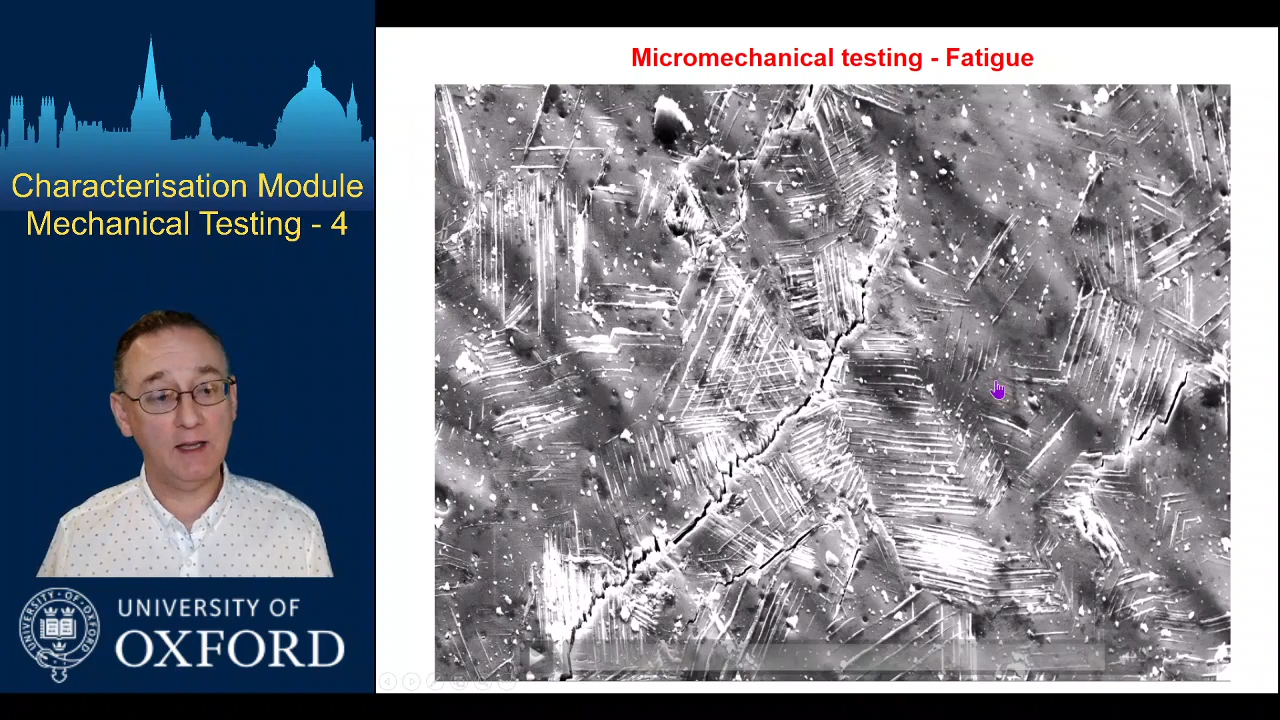 Characterisation Module
Mechanical Testing - 4
UNIVERSITY OF
OXFORD
Micromechanical testing - Fatigue